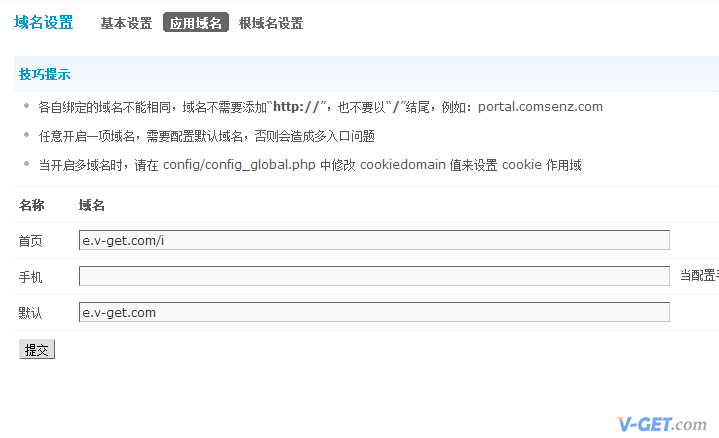 域名设置 基本设置 应用域名 根域名设置
技巧提示
各自绑定的域名不能相同，域名不需要添加“http://”，也不要以“/”结尾，例如：portal.comsenz.com
任意开启一项域名，需要配置默认域名，否则会造成多入口问题
当开启多域名时，请在 config/config_global.php 中修改 cookiedomain 值来设置 cookie 作用域
名称 域名
首页 e.v-get.com/i
手机 当配置
默认 e.v-get.com
提交
V-GET.com